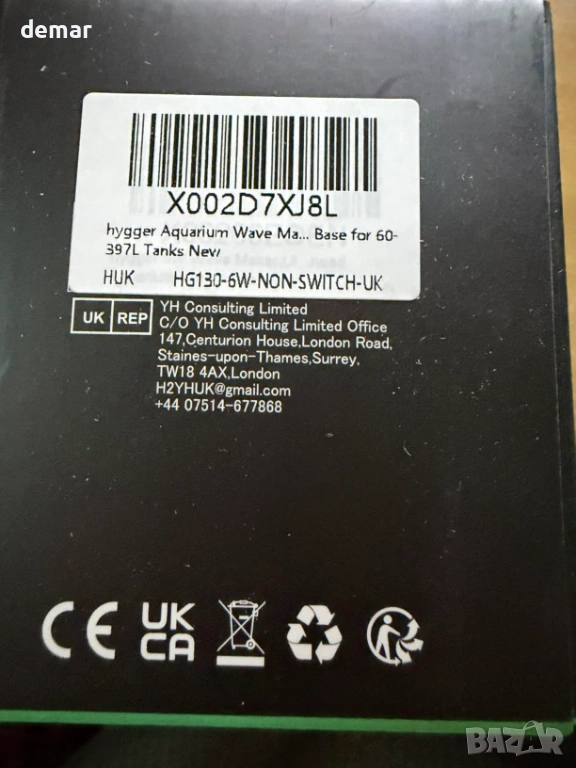 demar
X002D7XJ8L
hygger Aquarium Wave Ma... Base for 60-
397L Tanks New
HUK HG130-6W-NON-SWITCH-UK
UK REP
YH Consulting Limited
C/O YH Consulting Limited Office
147,Centurion House,London Road,
Staines-upon-Thames,Surrey,
TW18 4AX,London
H2YHUK@gmail.com
+44 07514-677868
CE
UK
CA
BAZAR